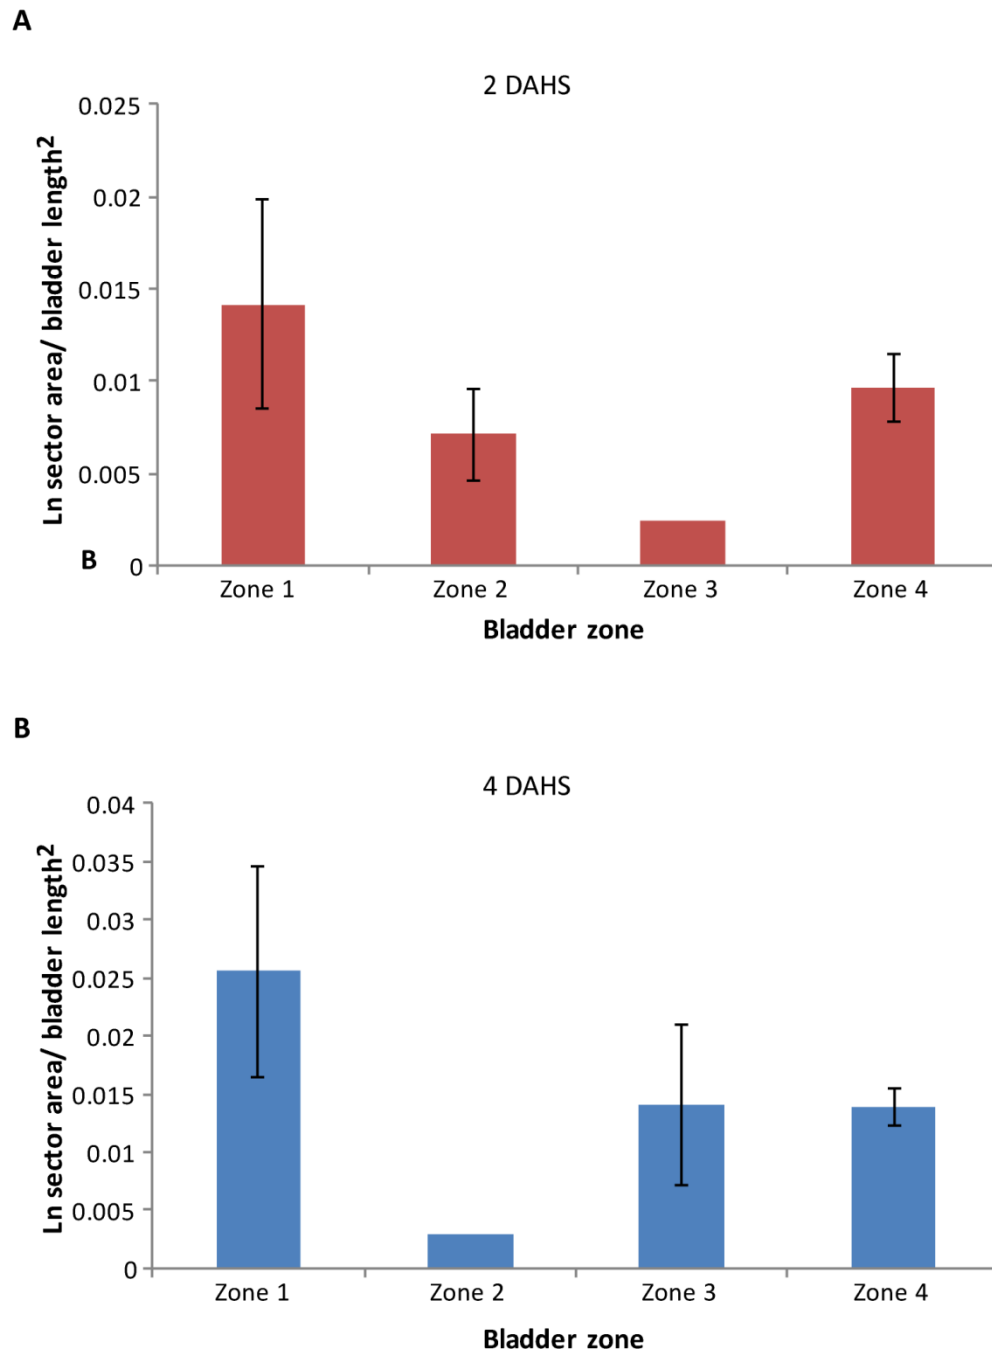 A
2 DAHS
Ln sector area/ bladder length²
0.025
0.02
0.015
0.01
0.005
0
B
Zone 1 Zone 2 Zone 3 Zone 4
Bladder zone
B
4 DAHS
Ln sector area/ bladder length²
0.04
0.035
0.03
0.025
0.02
0.015
0.01
0.005
0
Zone 1 Zone 2 Zone 3 Zone 4
Bladder zone